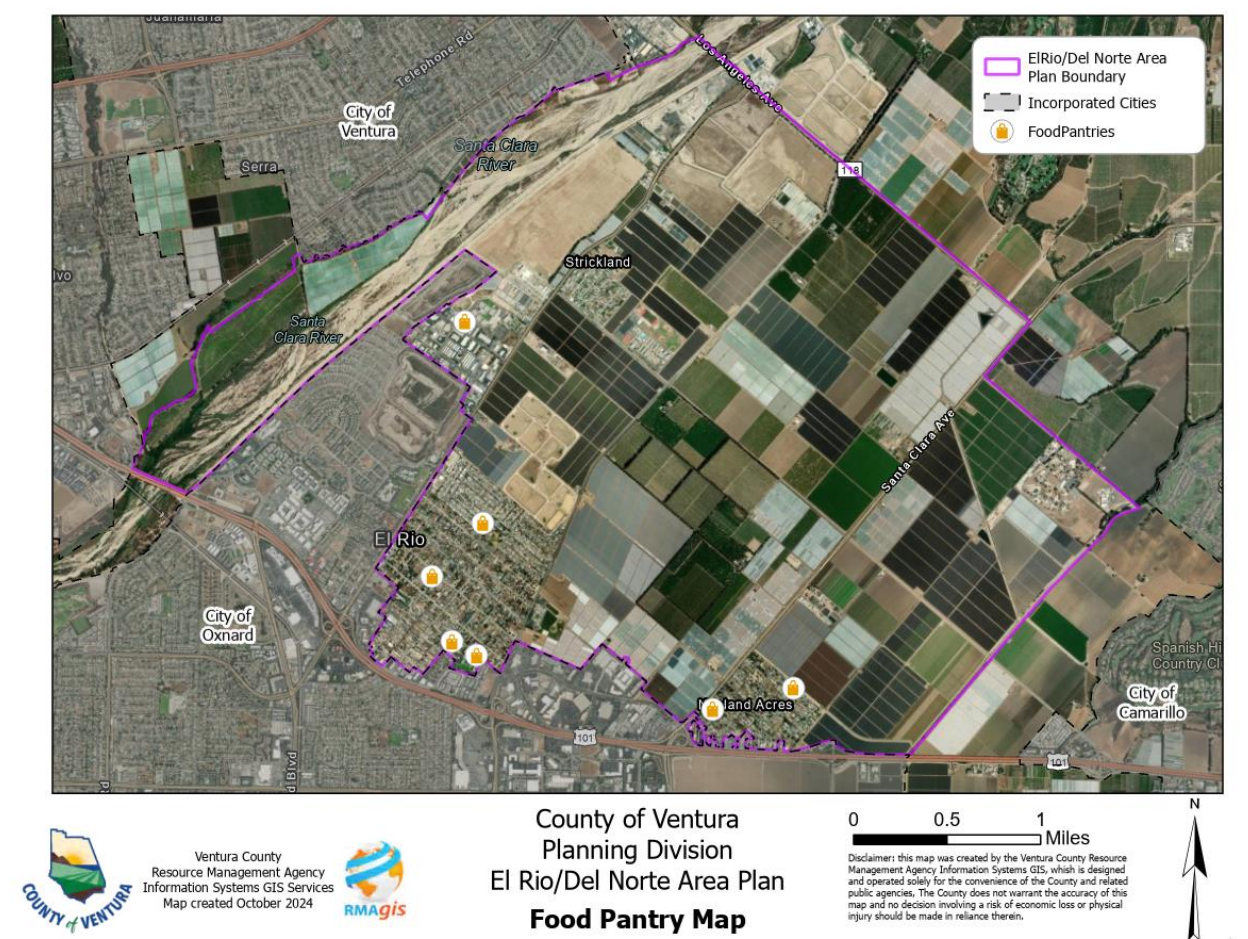 Juanamaria
Telephone Rd
Los Angeles Ave
ElRio/Del Norte Area
Plan Boundary
Incorporated Cities
FoodPantries
City of
Ventura
Santa Clara
River
Serra
118
Strickland
Santa
Clara River
Santa Clara Ave
El Rio
City of
Oxnard
Spanish Hi
Country Cl
land Acres
City of
Camarillo
101
101
d Blvd
Rd
COUNTY of VENTURA
Ventura County
Resource Management Agency
Information Systems GIS Services
Map created October 2024
RMAgis
County of Ventura
Planning Division
El Rio/Del Norte Area Plan
Food Pantry Map
0 0.5 1
Miles
Disclaimer: this map was created by the Ventura County Resource
Management Agency Information Systems GIS, which is designed
and operated solely for the convenience of the County and related
public agencies, The County does not warrant the accuracy of this
map and no decision involving a risk of economic loss or physical
injury should be made in reliance therein.
N